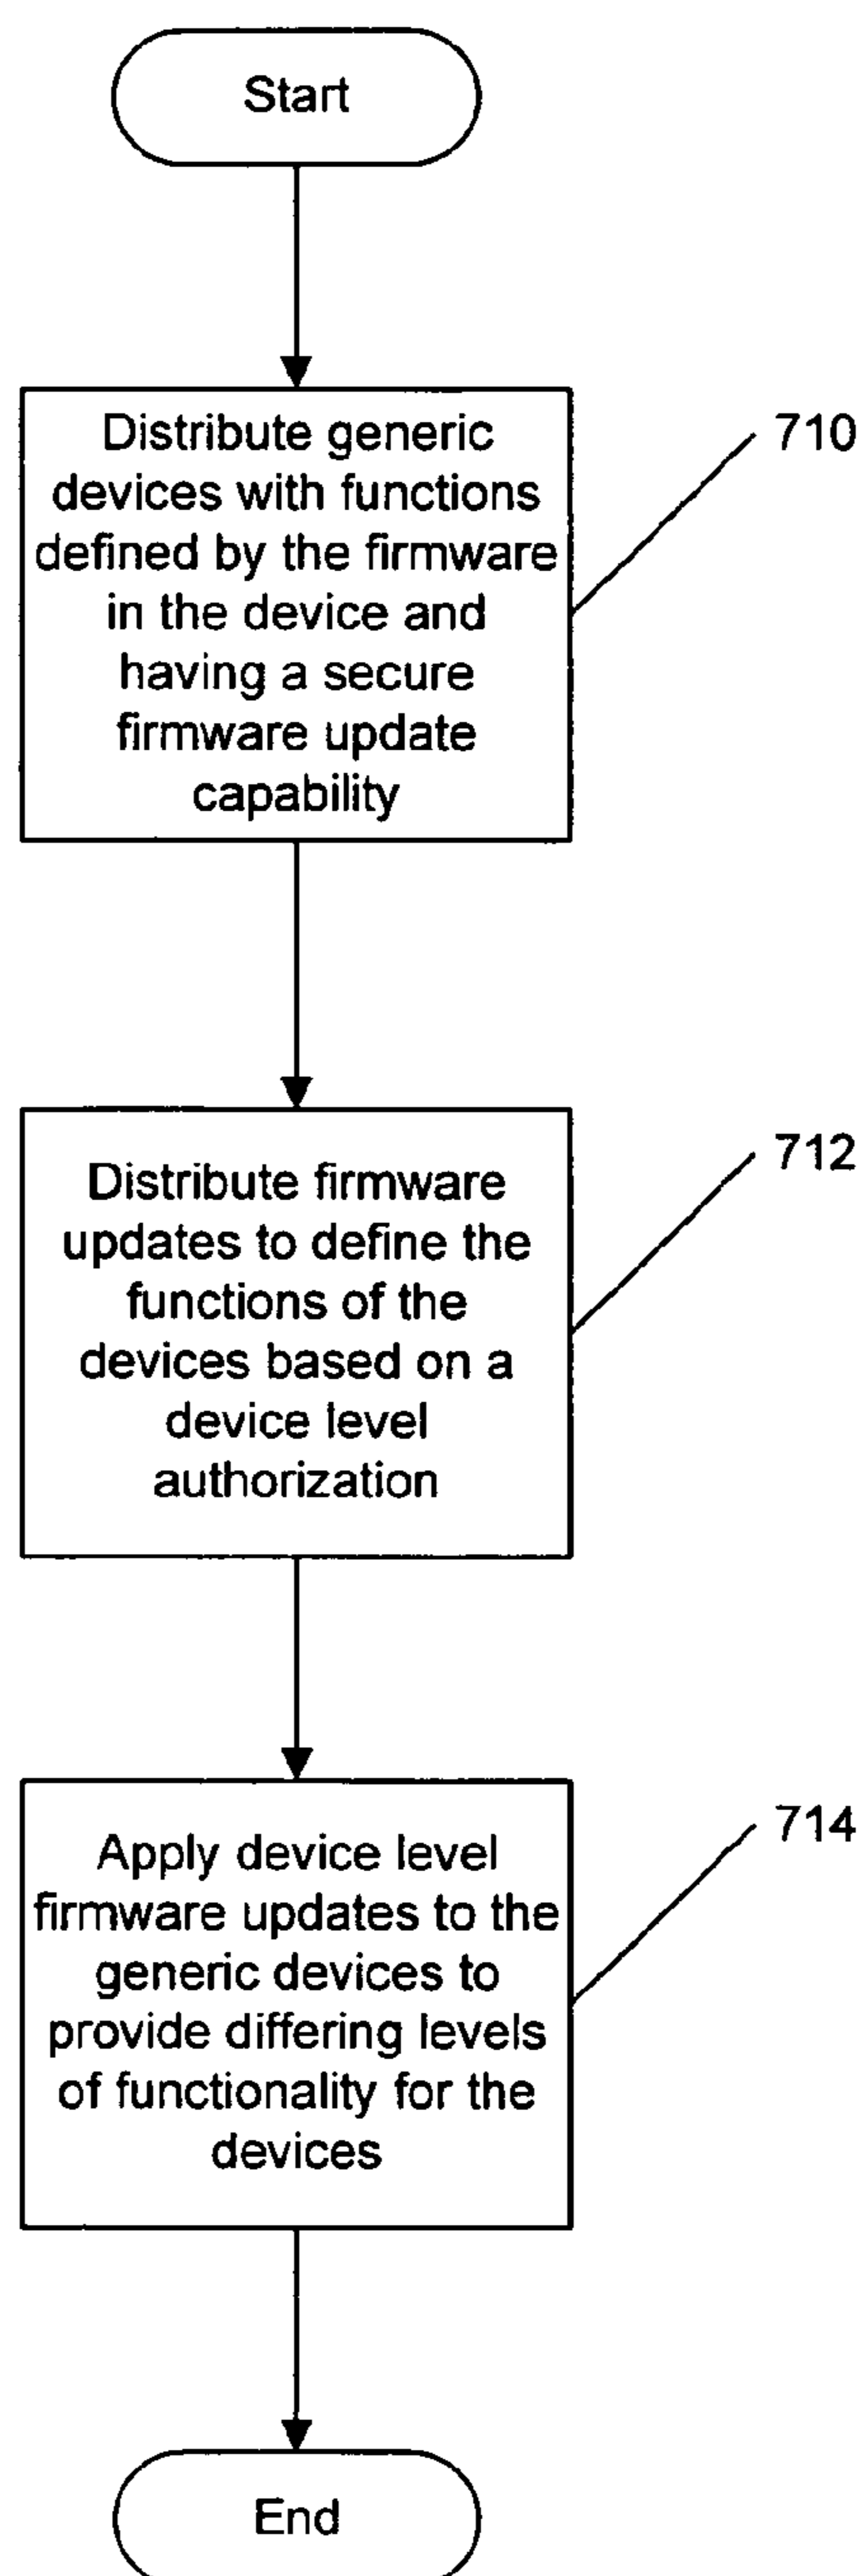 Start
Distribute generic
devices with functions
defined by the firmware
in the device and
having a secure
firmware update
capability
710
Distribute firmware
updates to define the
functions of the
devices based on a
device level
authorization
712
Apply device level
firmware updates to the
generic devices to
provide differing levels
of functionality for the
devices
714
End